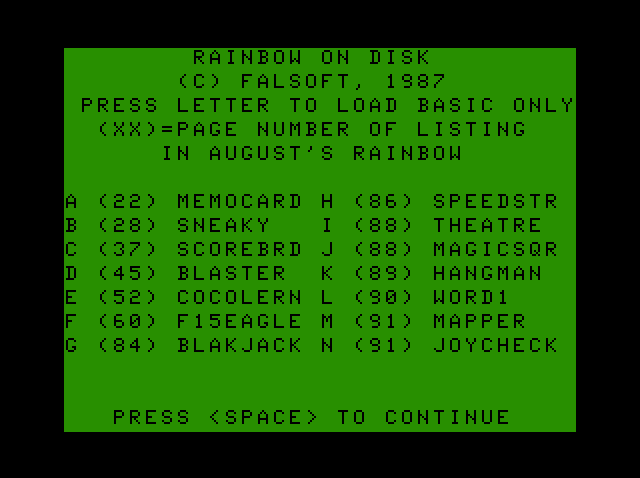 RAINBOW ON DISK
(C) FALSOFT, 1987
PRESS LETTER TO LOAD BASIC ONLY
(XX)=PAGE NUMBER OF LISTING
IN AUGUST'S RAINBOW
A (22) MEMOCARD H (86) SPEEDSTR
B (28) SNEAKY I (88) THEATRE
C (37) SCOREBRD J (88) MAGICSQR
D (45) BLASTER K (89) HANGMAN
E (52) COCOLERN L (90) WORD1
F (60) F15EAGLE M (91) MAPPER
G (84) BLAKJACK N (91) JOYCHECK
PRESS <SPACE> TO CONTINUE